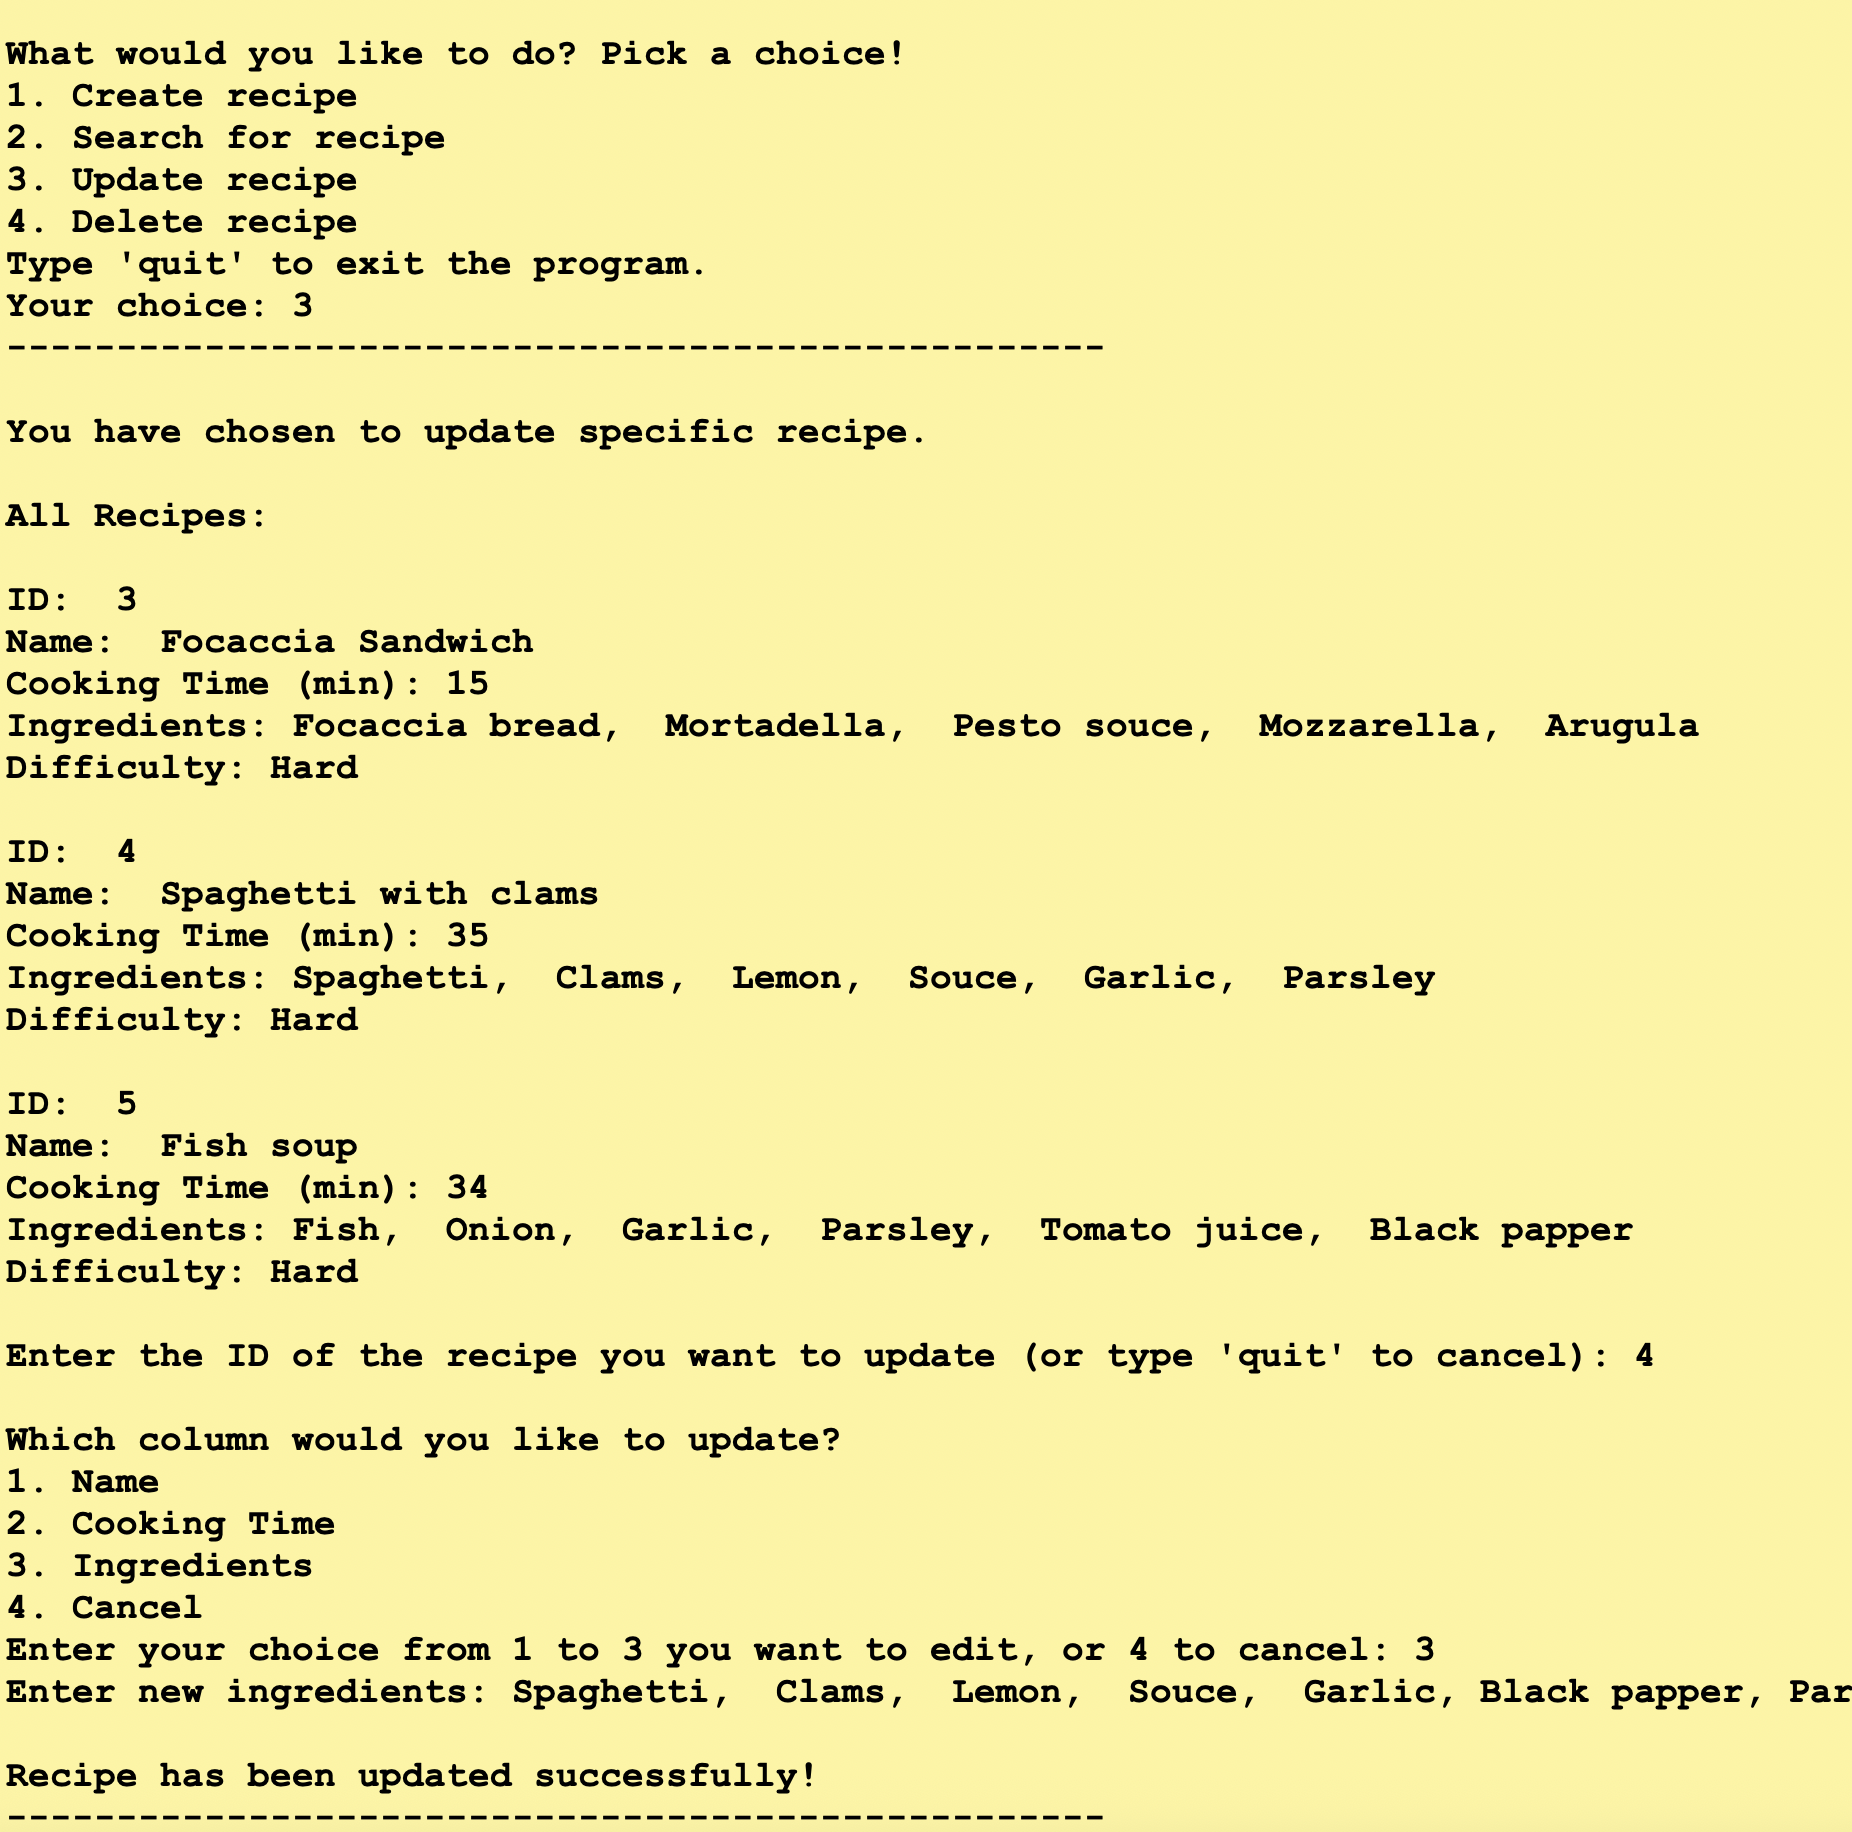 What would you like to do? Pick a choice!
1. Create recipe
2. Search for recipe
3. Update recipe
4. Delete recipe
Type 'quit' to exit the program.
Your choice: 3
--------------------------------------------------

You have chosen to update specific recipe.

All Recipes:

ID:  3
Name:  Focaccia Sandwich
Cooking Time (min): 15
Ingredients: Focaccia bread,  Mortadella,  Pesto souce,  Mozzarella,  Arugula
Difficulty: Hard

ID:  4
Name:  Spaghetti with clams
Cooking Time (min): 35
Ingredients: Spaghetti,  Clams,  Lemon,  Souce,  Garlic,  Parsley
Difficulty: Hard

ID:  5
Name:  Fish soup
Cooking Time (min): 34
Ingredients: Fish,  Onion,  Garlic,  Parsley,  Tomato juice,  Black papper
Difficulty: Hard

Enter the ID of the recipe you want to update (or type 'quit' to cancel): 4

Which column would you like to update?
1. Name
2. Cooking Time
3. Ingredients
4. Cancel
Enter your choice from 1 to 3 you want to edit, or 4 to cancel: 3
Enter new ingredients: Spaghetti,  Clams,  Lemon,  Souce,  Garlic, Black papper, Par

Recipe has been updated successfully!
--------------------------------------------------